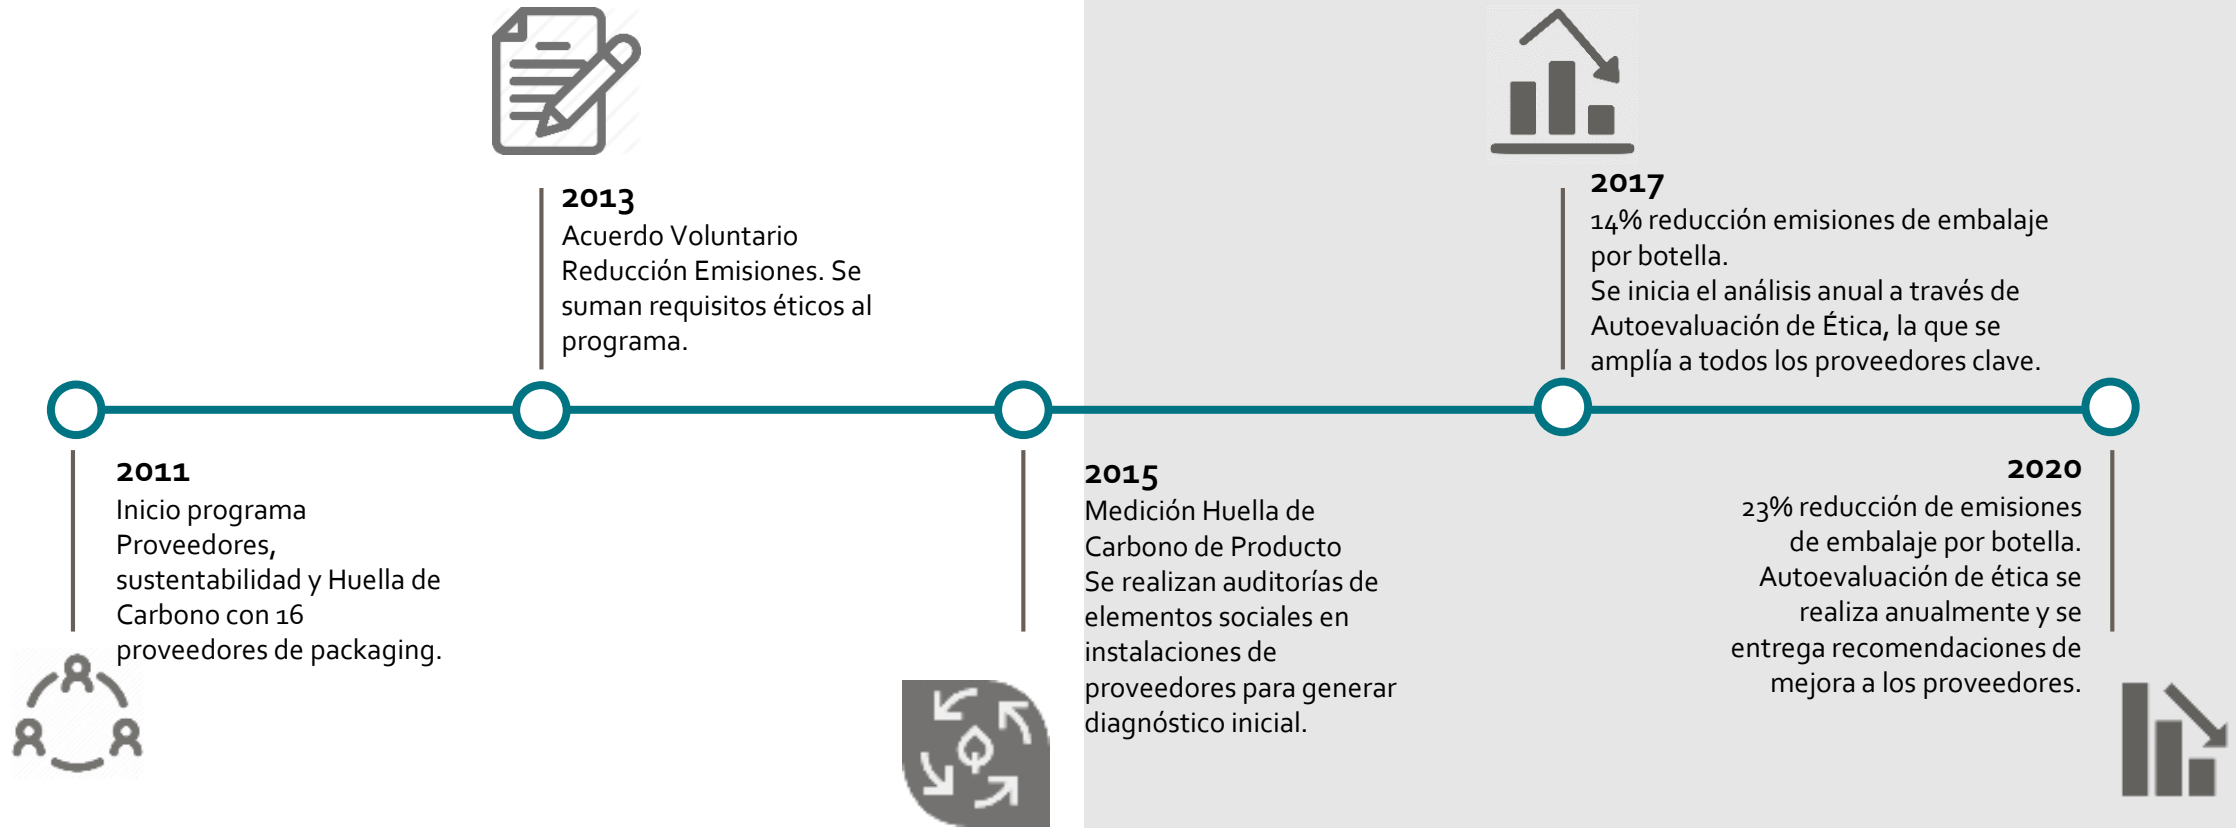 2011
Inicio programa
Proveedores,
sustentabilidad y Huella de
Carbono con 16
proveedores de packaging.
2013
Acuerdo Voluntario
Reducción Emisiones. Se
suman requisitos éticos al
programa.
2015
Medición Huella de
Carbono de Producto
Se realizan auditorías de
elementos sociales en
instalaciones de
proveedores para generar
diagnóstico inicial.
2017
14% reducción emisiones de embalaje
por botella.
Se inicia el análisis anual a través de
Autoevaluación de Ética, la que se
amplía a todos los proveedores clave.
2020
23% reducción de emisiones
de embalaje por botella.
Autoevaluación de ética se
realiza anualmente y se
entrega recomendaciones de
mejora a los proveedores.